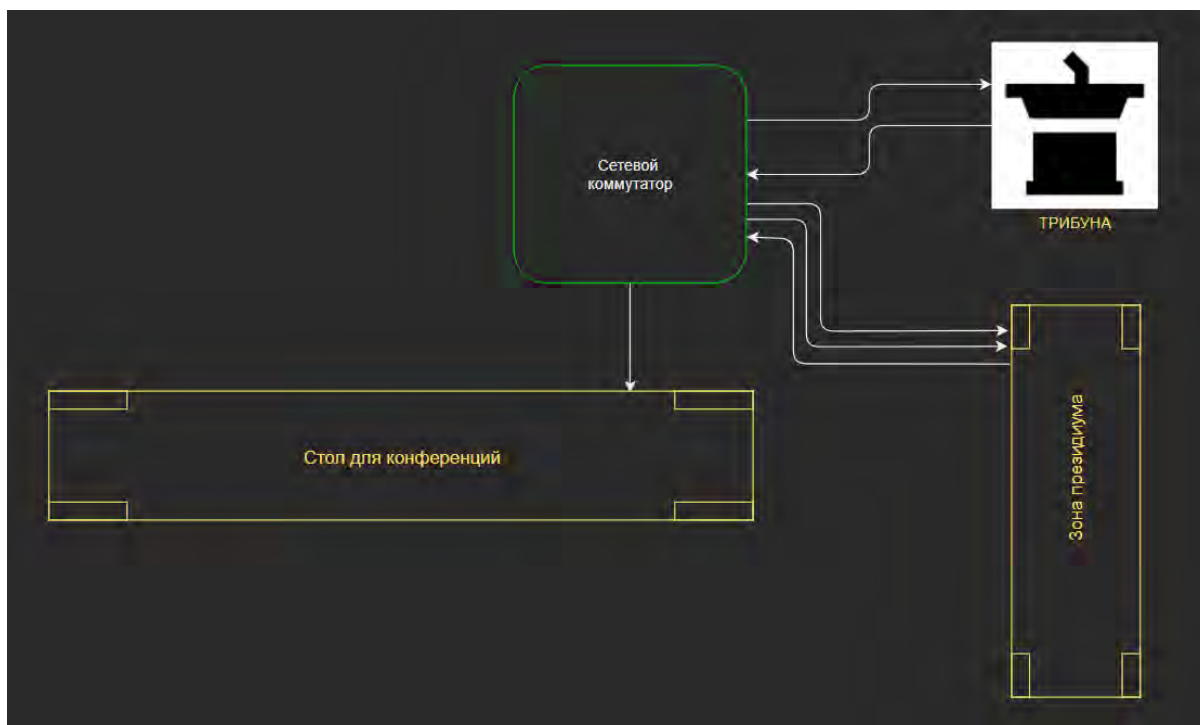 Сетевой
коммутатор
ТРИБУНА
Стол для конференций
Зона президиума